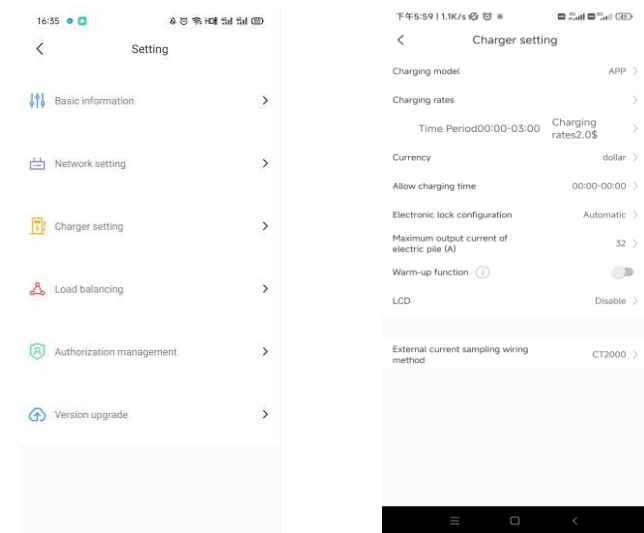 16:35
Setting
Basic information
Network setting
Charger setting
Load balancing
Authorization management
Version upgrade
下午5:59 | 1.1K/s
Charger setting
Charging model APP
Charging rates
Time Period00:00-03:00 Charging
rates2.0$
Currency dollar
Allow charging time 00:00-00:00
Electronic lock configuration Automatic
Maximum output current of
electric pile (A) 32
Warm-up function
LCD Disable
External current sampling wiring
method CT2000